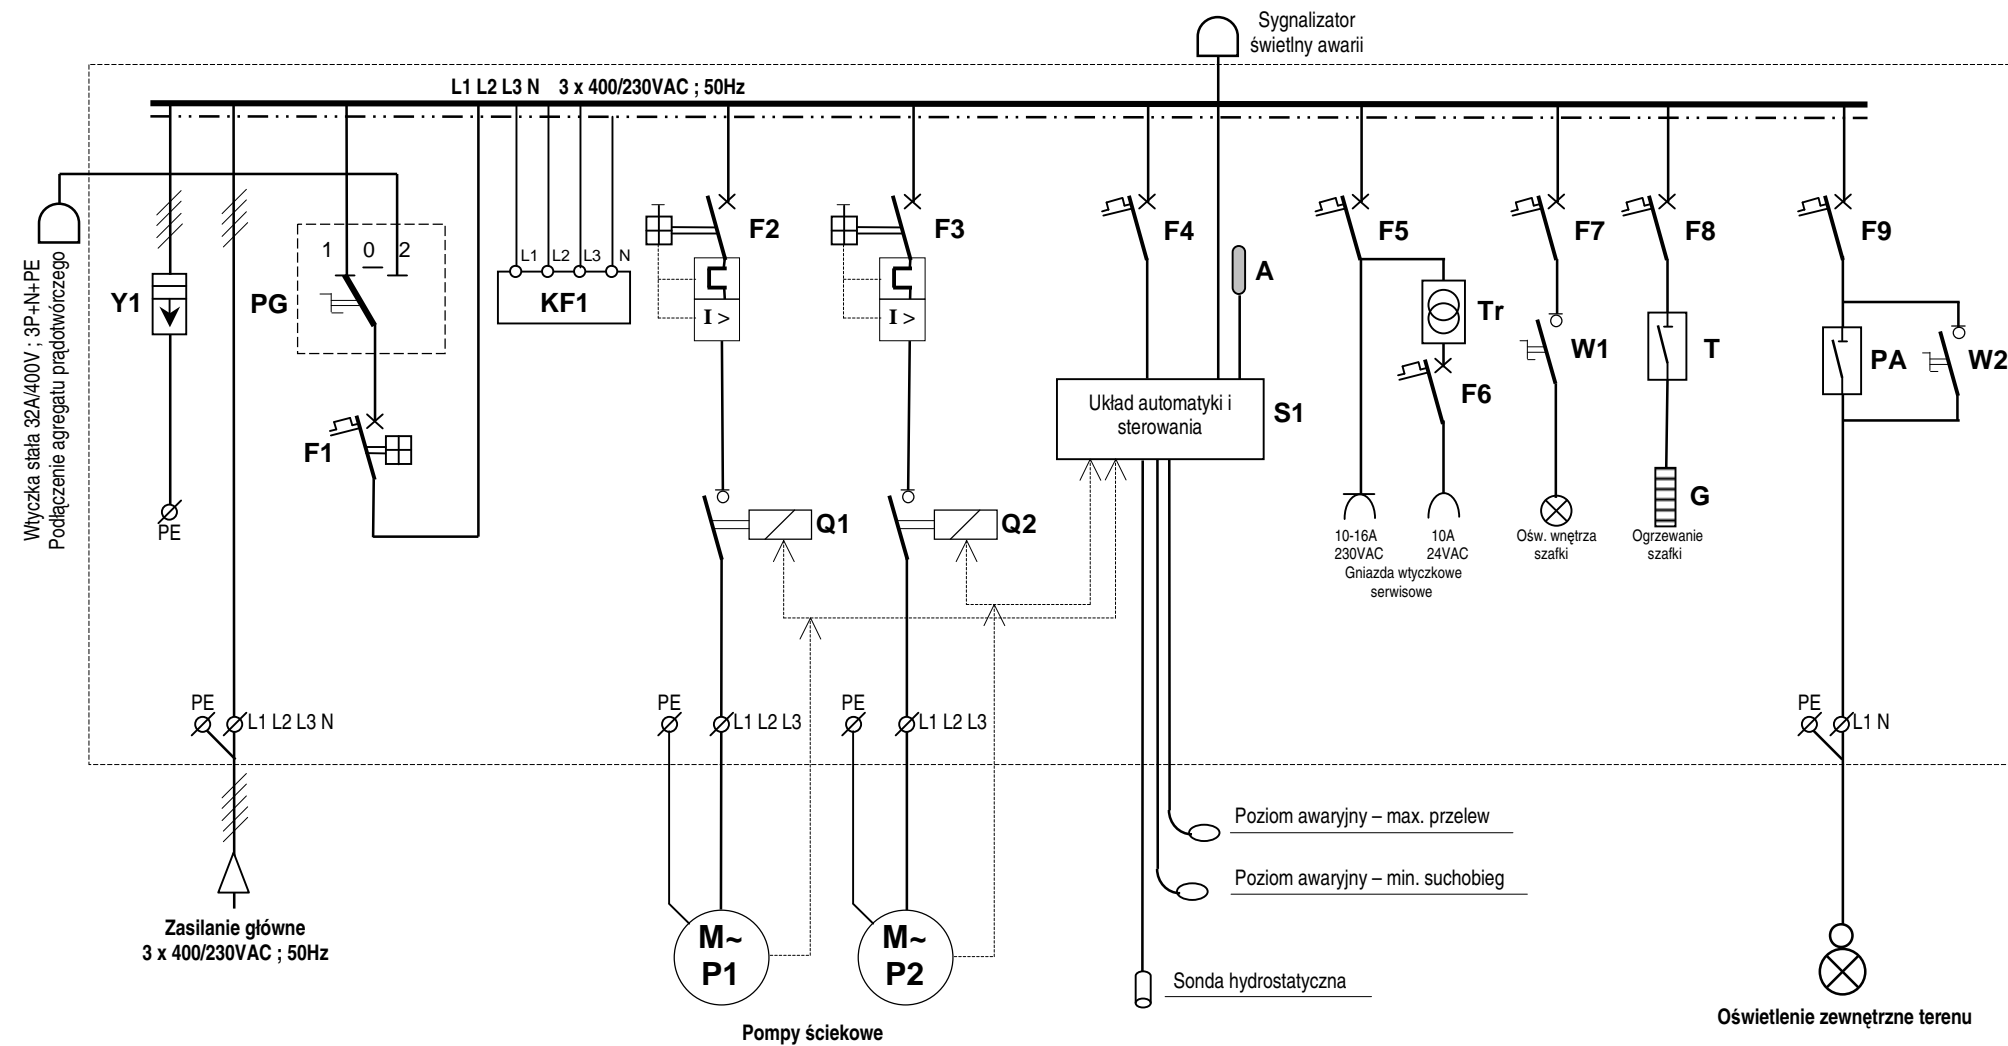 Sygnalizator
świetlny awarii
L1 L2 L3 N 3 x 400/230VAC ; 50Hz
Wtyczka stała 32A/400V ; 3P+N+PE
Podłączenie agregatu prądotwórczego
Y1
PE
1 0 2
PG
F1
L1 L2 L3 N
KF1
F2
I >
F3
I >
F4
A
Układ automatyki i
sterowania
S1
F5
Tr
F6
F7
W1
F8
T
G
F9
PA
W2
Q1
Q2
10-16A
230VAC
10A
24VAC
Gniazda wtyczkowe
serwisowe
Ośw. wnętrza
szafki
Ogrzewanie
szafki
PE
L1 L2 L3 N
PE
L1 L2 L3
PE
L1 L2 L3
PE
L1 N
Poziom awaryjny – max. przelew
Poziom awaryjny – min. suchobieg
Sonda hydrostatyczna
Zasilanie główne
3 x 400/230VAC ; 50Hz
M~
P1
M~
P2
Pompy ściekowe
Oświetlenie zewnętrzne terenu